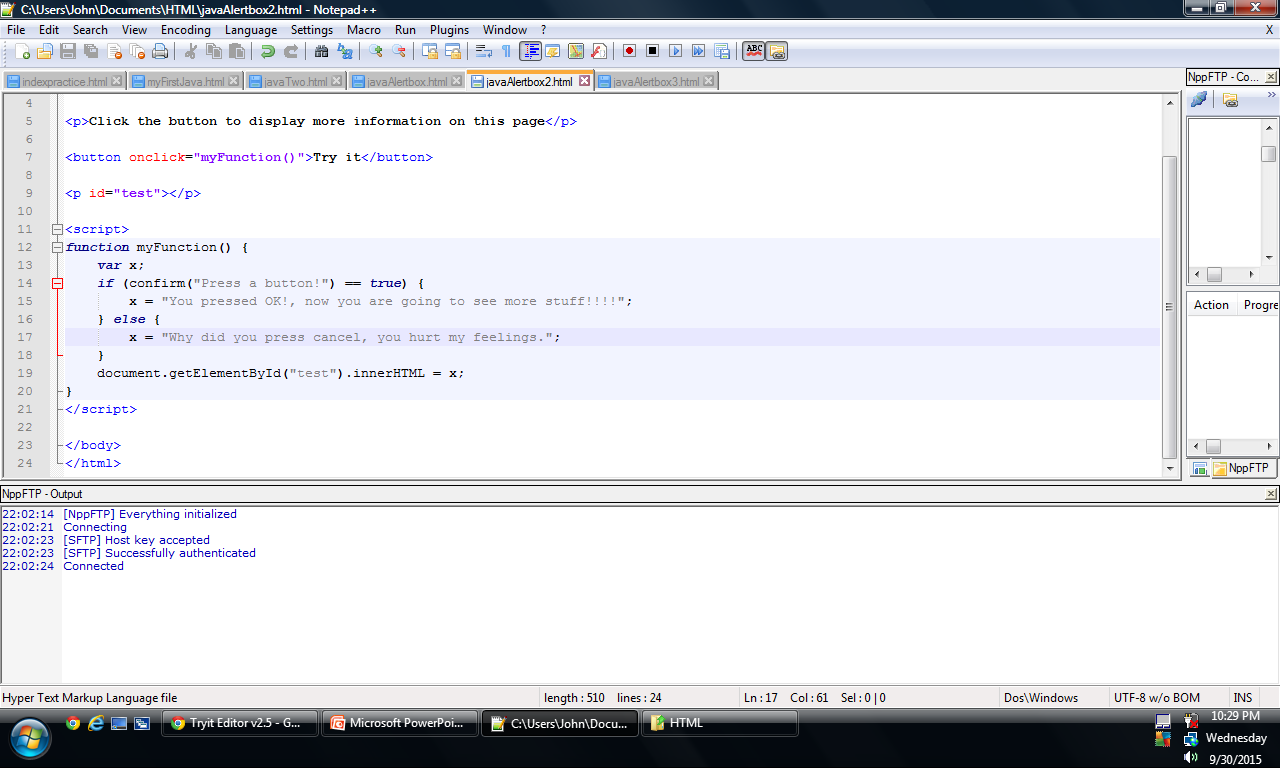 C:\Users\John\Documents\HTML\javaAlertbox2.html - Notepad++
File Edit Search View Encoding Language Settings Macro Run Plugins Window ? X
ABC
indexpractice.html myFirstJava.html javaTwo.html javaAlertbox.html javaAlertbox2.html javaAlertbox3.html
NppFTP - Co...
4
5 <p>Click the button to display more information on this page</p>
6
7 <button onclick="myFunction()">Try it</button>
8
9 <p id="test"></p>
10
11 <script>
12 function myFunction() {
13 var x;
14 if (confirm("Press a button!") == true) {
15 x = "You pressed OK!, now you are going to see more stuff!!!!";
16 } else {
17 x = "Why did you press cancel, you hurt my feelings.";
18 }
19 document.getElementById("test").innerHTML = x;
20 }
21 </script>
22
23 </body>
24 </html>
Action Progre
NppFTP
NppFTP - Output
22:02:14 [NppFTP] Everything initialized
22:02:21 Connecting
22:02:23 [SFTP] Host key accepted
22:02:23 [SFTP] Successfully authenticated
22:02:24 Connected
Hyper Text Markup Language file length : 510 lines : 24 Ln : 17 Col : 61 Sel : 0 | 0 Dos\Windows UTF-8 w/o BOM INS
Tryit Editor v2.5 - G... Microsoft PowerPoi... C:\Users\John\Docu... HTML
10:29 PM
Wednesday
9/30/2015